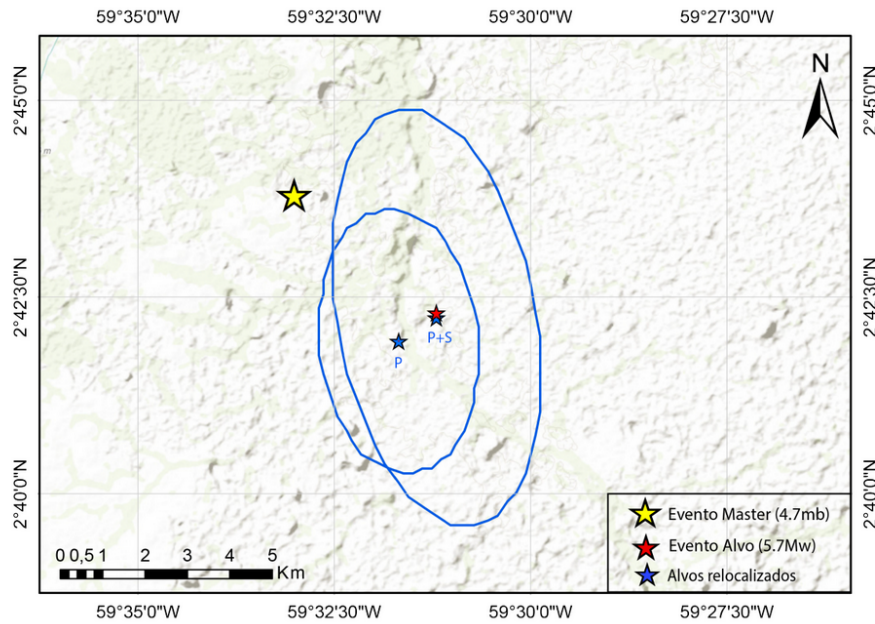 59°35'0"W 59°32'30"W 59°30'0"W 59°27'30"W
2°45'0"N 2°45'0"N
N
m
2°42'30"N 2°42'30"N
P+S
P
2°40'0"N 2°40'0"N
Evento Master (4.7mb)
Evento Alvo (5.7Mw)
Alvos relocalizados
0 0,5 1 2 3 4 5
Km
59°35'0"W 59°32'30"W 59°30'0"W 59°27'30"W